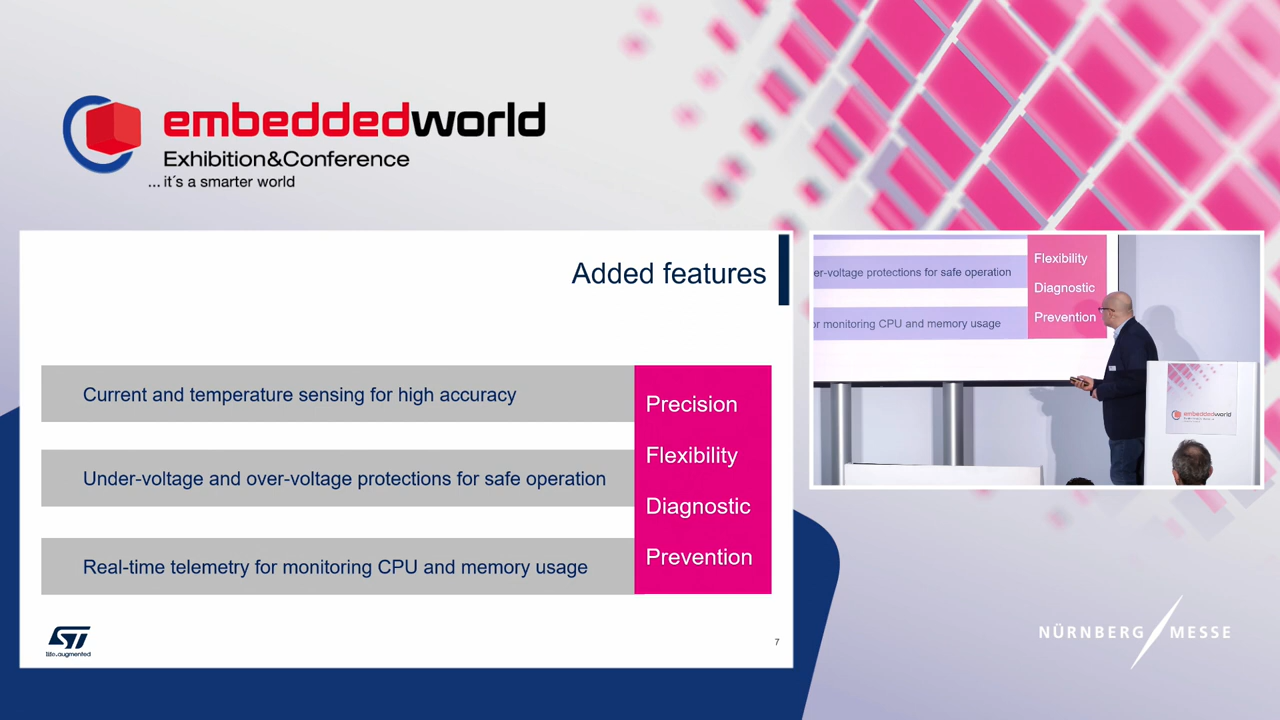 embeddedworld
Exhibition&Conference
... it´s a smarter world
Added features
Current and temperature sensing for high accuracy
Under-voltage and over-voltage protections for safe operation
Real-time telemetry for monitoring CPU and memory usage
Precision
Flexibility
Diagnostic
Prevention
ST
life.augmented
7
er-voltage protections for safe operation
or monitoring CPU and memory usage
Flexibility
Diagnostic
Prevention
embeddedworld
NÜRNBERG MESSE